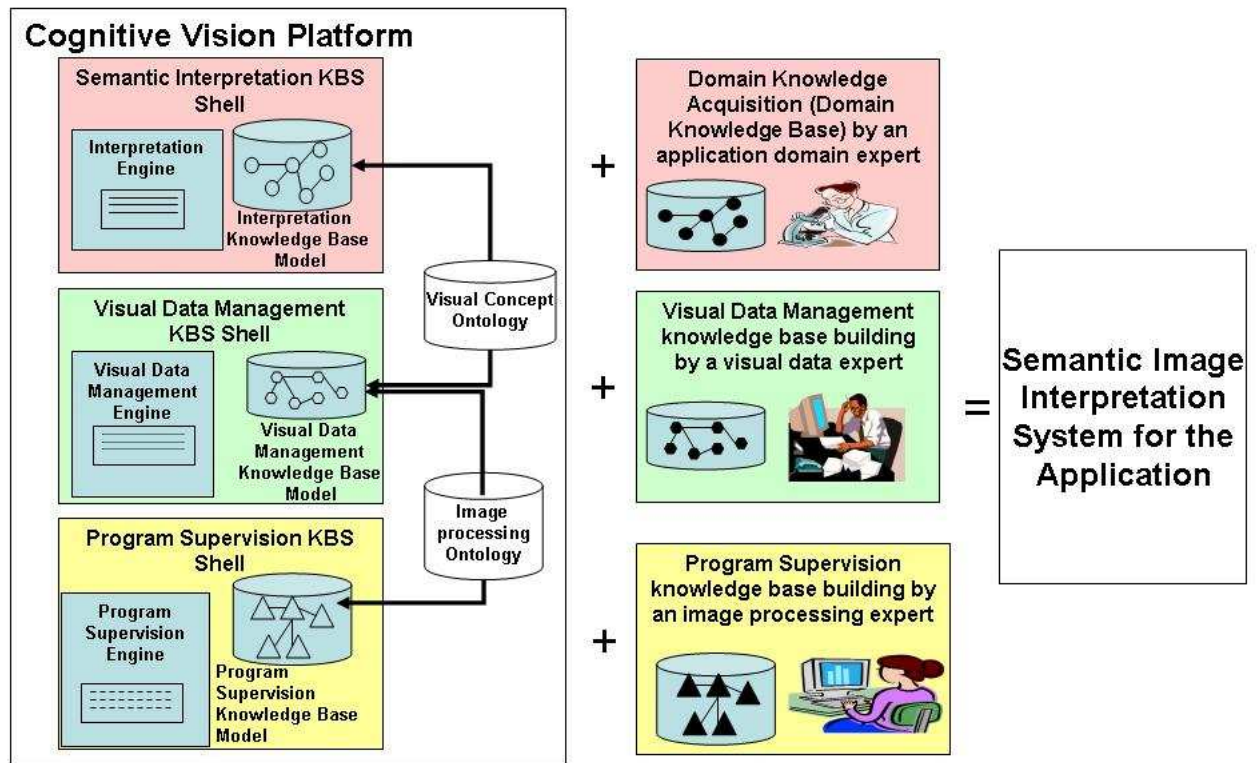 Cognitive Vision Platform
Semantic Interpretation KBS
Shell
Interpretation
Engine
Interpretation
Knowledge Base
Model
Visual Concept
Ontology
Visual Data Management
KBS Shell
Visual Data
Management
Engine
Visual Data
Management
Knowledge Base
Model
Image
processing
Ontology
Program Supervision KBS
Shell
Program
Supervision
Engine
Program
Supervision
Knowledge Base
Model
+
Domain Knowledge
Acquisition (Domain
Knowledge Base) by an
application domain expert
+
Visual Data Management
knowledge base building
by a visual data expert
+
Program Supervision
knowledge base building by
an image processing expert
=
Semantic Image
Interpretation
System for the
Application